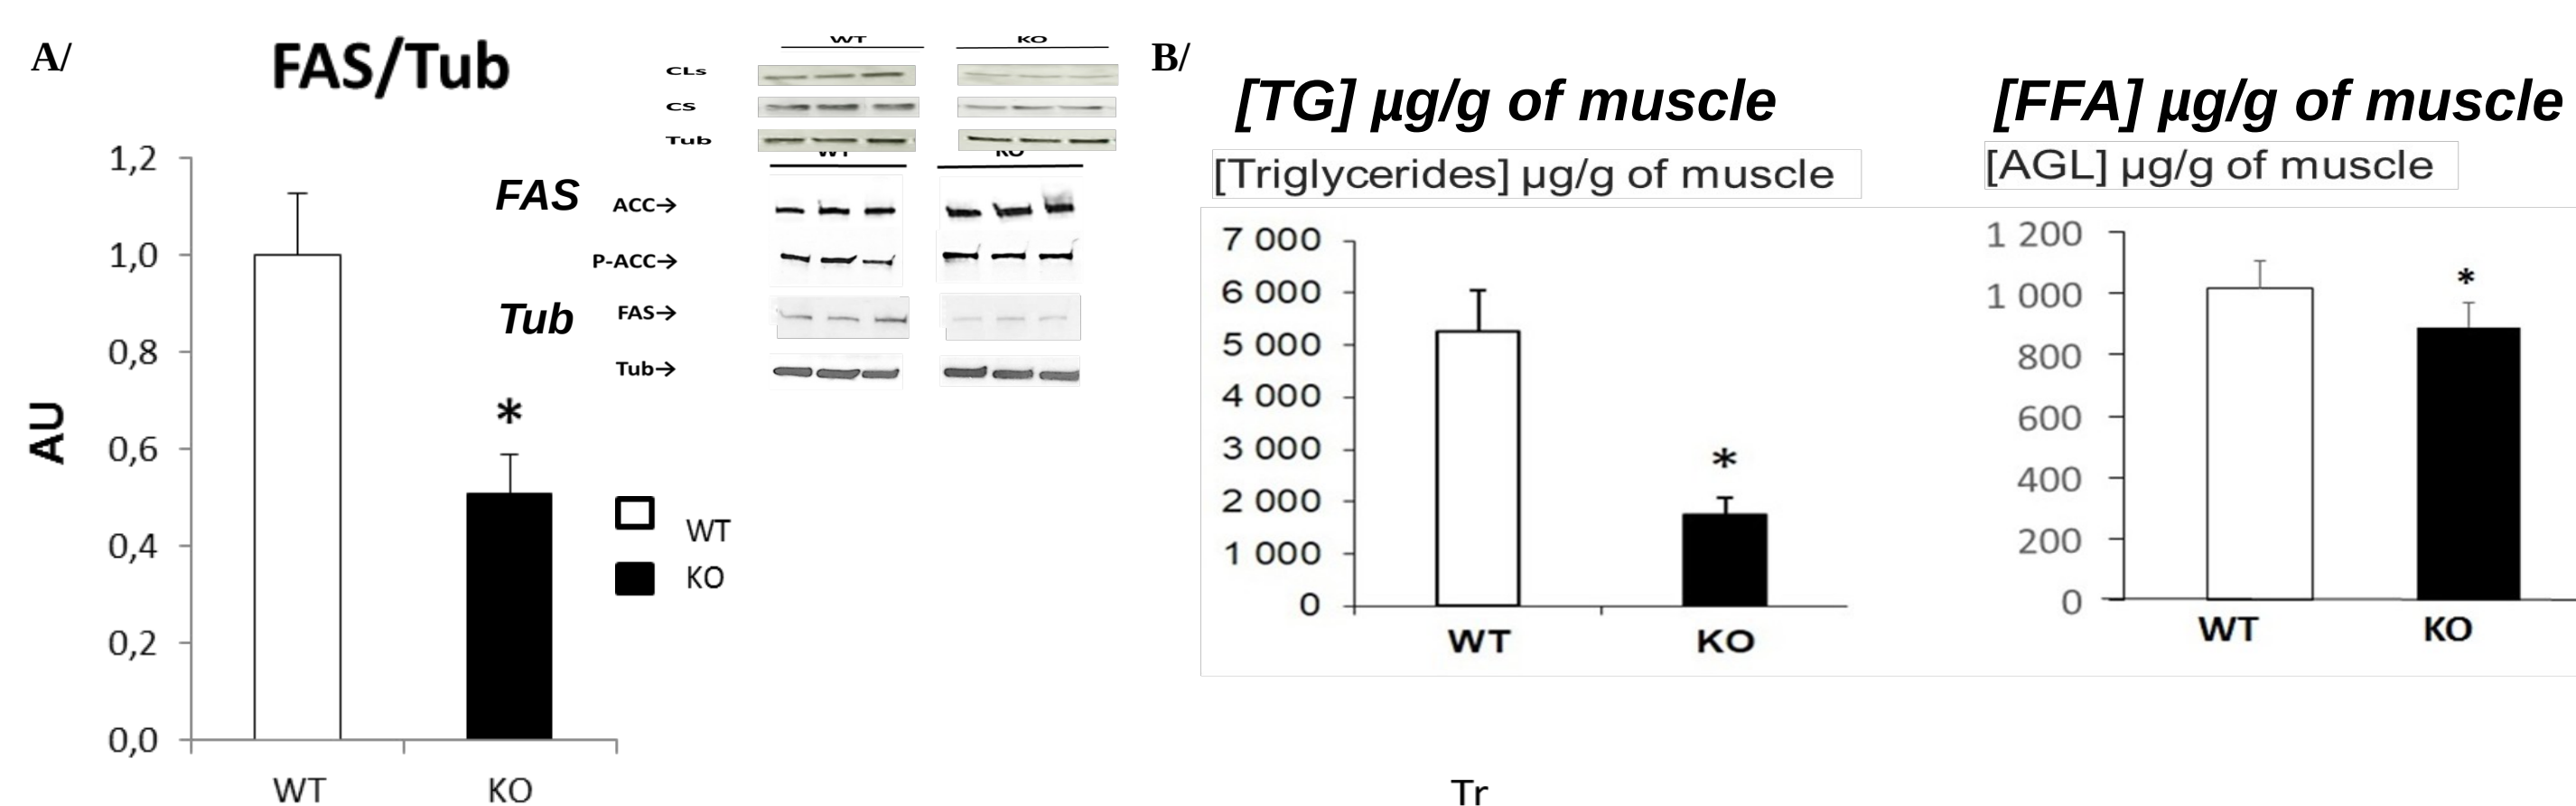 A/
FAS/Tub
1,2
1,0
0,8
0,6
0,4
0,2
0,0
AU
*
WT
KO
WT
KO
WT
KO
CLs
CS
Tub
WT
KO
FAS
ACC→
P-ACC→
Tub
FAS→
Tub→
B/
[TG] µg/g of muscle
[Triglycerides] µg/g of muscle
7 000
6 000
5 000
4 000
3 000
2 000
1 000
0
*
WT
KO
[FFA] µg/g of muscle
[AGL] µg/g of muscle
1 200
1 000
800
600
400
200
0
*
WT
KO
Tr